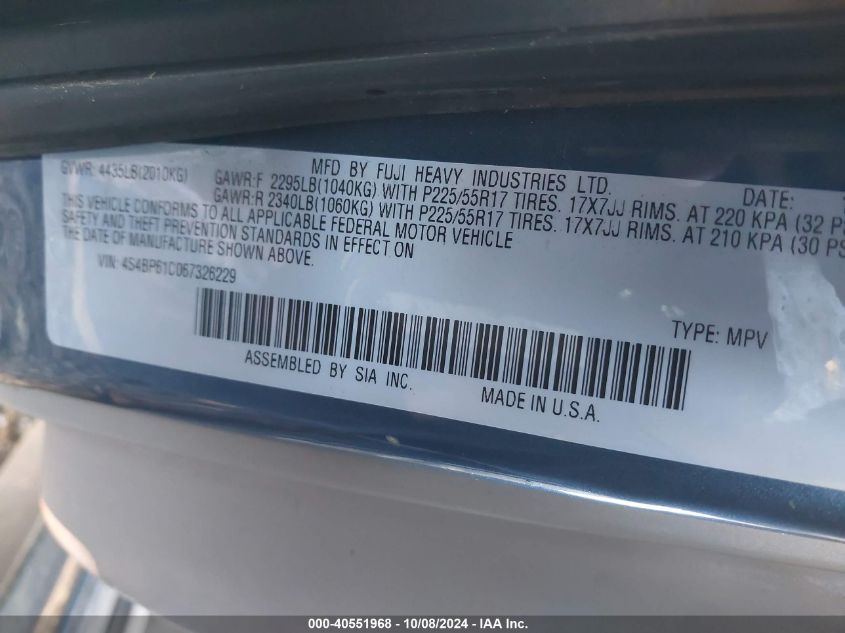 MFD BY FUJI HEAVY INDUSTRIES LTD. DATE:
GVWR: 4435LB(2010KG) GAWR:F 2295LB(1040KG) WITH P225/55R17 TIRES. 17X7JJ RIMS. AT 220 KPA (32
GAWR:R 2340LB(1060KG) WITH P225/55R17 TIRES. 17X7JJ RIMS. AT 210 KPA (30 PS
THIS VEHICLE CONFORMS TO ALL APPLICABLE FEDERAL MOTOR VEHICLE
SAFETY AND THEFT PREVENTION STANDARDS IN EFFECT ON
THE DATE OF MANUFACTURE SHOWN ABOVE.
VIN: 4S4BP61C067326229
TYPE: MPV
ASSEMBLED BY SIA INC.
MADE IN U.S.A.
000-40551968 - 10/08/2024 - IAA Inc.